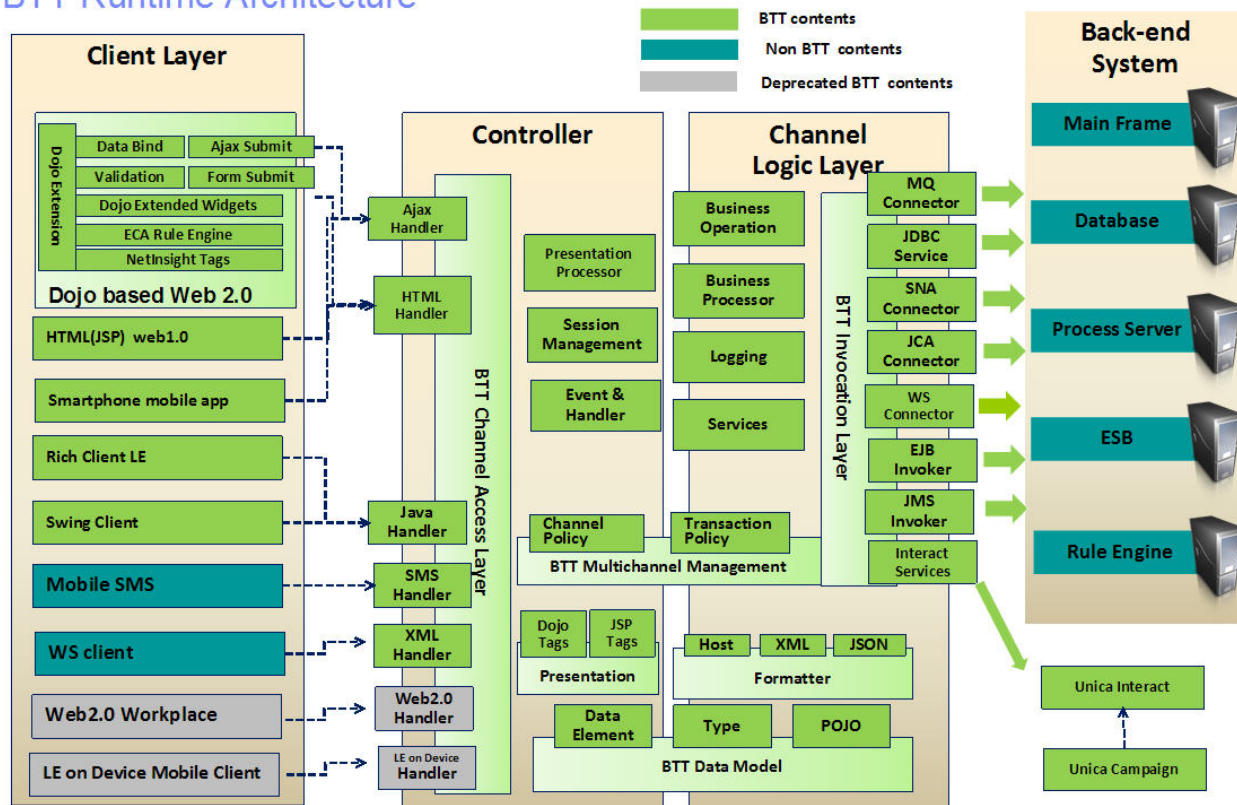 BTT Runtime Architecture
BTT contents
Non BTT contents
Deprecated BTT contents
Client Layer
Dojo Extension
Data Bind
Ajax Submit
Validation
Form Submit
Dojo Extended Widgets
ECA Rule Engine
NetInsight Tags
Dojo based Web 2.0
HTML(JSP) web1.0
Smartphone mobile app
Rich Client LE
Swing Client
Mobile SMS
WS client
Web2.0 Workplace
LE on Device Mobile Client
Controller
BTT Channel Access Layer
Ajax
Handler
HTML
Handler
Java
Handler
SMS
Handler
XML
Handler
Web2.0
Handler
LE on Device
Handler
Presentation
Processor
Session
Management
Event &
Handler
Channel
Policy
Transaction
Policy
BTT Multichannel Management
Dojo
Tags
JSP
Tags
Presentation
Host
XML
JSON
Formatter
Data
Element
Type
POJO
BTT Data Model
Channel
Logic Layer
Business
Operation
Business
Processor
Logging
Services
BTT Invocation Layer
MQ
Connector
JDBC
Service
SNA
Connector
JCA
Connector
WS
Connector
EJB
Invoker
JMS
Invoker
Interact
Services
Back-end
System
Main Frame
Database
Process Server
ESB
Rule Engine
Unica Interact
Unica Campaign